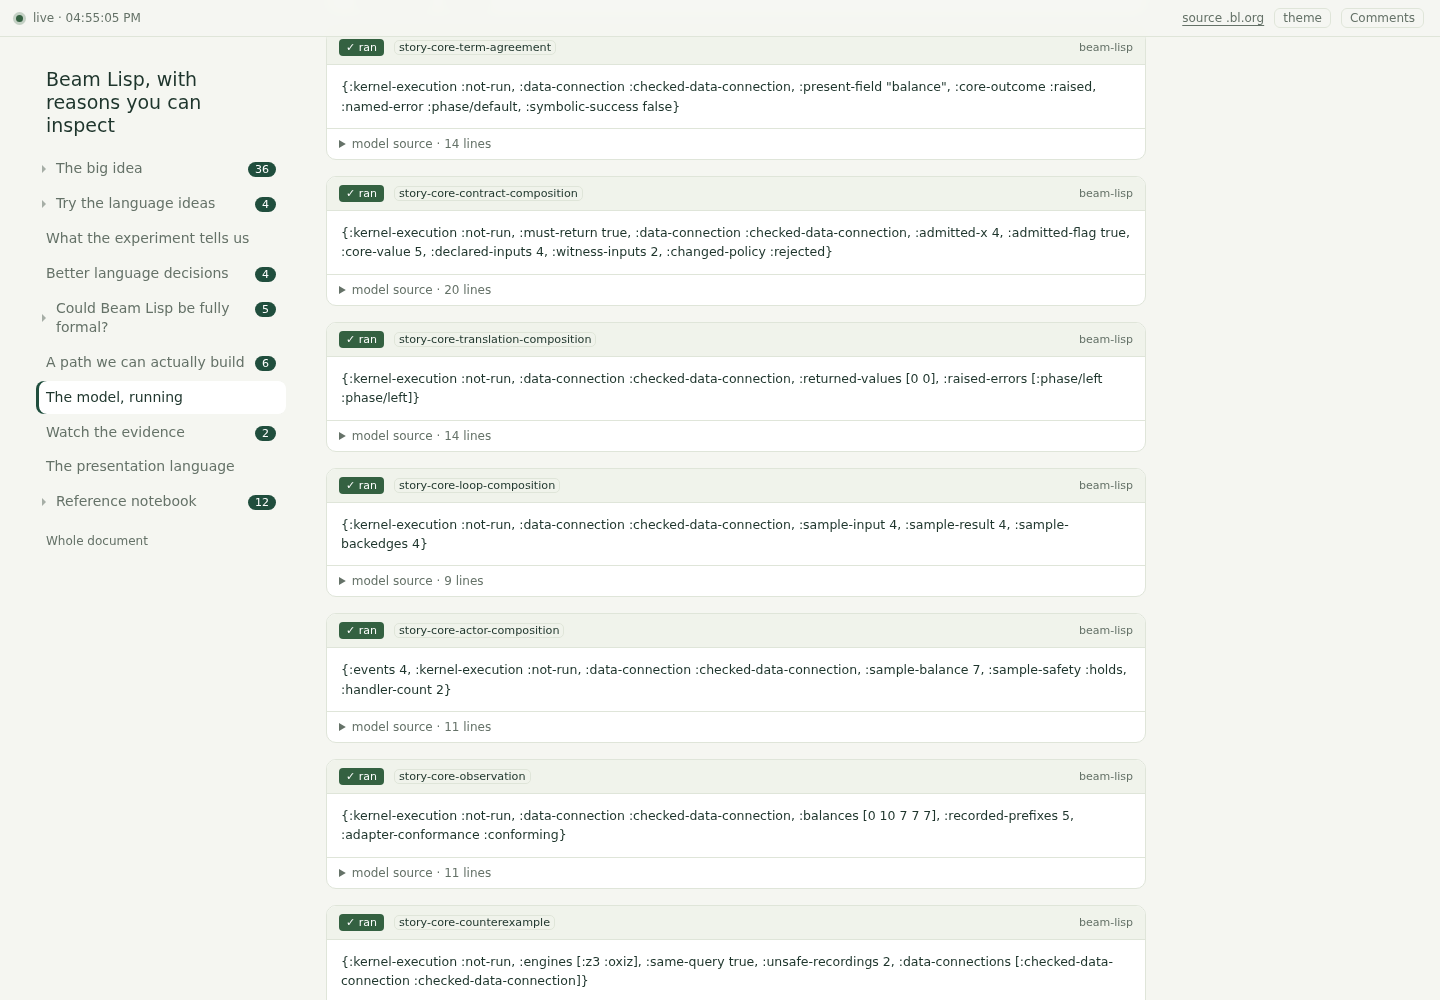 live · 04:55:05 PM
source .bl.org
theme
Comments
Beam Lisp, with
reasons you can
inspect
The big idea 36
Try the language ideas 4
What the experiment tells us
Better language decisions 4
Could Beam Lisp be fully 5
formal?
A path we can actually build 6
The model, running
Watch the evidence 2
The presentation language
Reference notebook 12
Whole document
✓ ran story-core-term-agreement beam-lisp
{:kernel-execution :not-run, :data-connection :checked-data-connection, :present-field "balance", :core-outcome :raised,
:named-error :phase/default, :symbolic-success false}
model source · 14 lines
✓ ran story-core-contract-composition beam-lisp
{:kernel-execution :not-run, :must-return true, :data-connection :checked-data-connection, :admitted-x 4, :admitted-flag true,
:core-value 5, :declared-inputs 4, :witness-inputs 2, :changed-policy :rejected}
model source · 20 lines
✓ ran story-core-translation-composition beam-lisp
{:kernel-execution :not-run, :data-connection :checked-data-connection, :returned-values [0 0], :raised-errors [:phase/left
:phase/left]}
model source · 14 lines
✓ ran story-core-loop-composition beam-lisp
{:kernel-execution :not-run, :data-connection :checked-data-connection, :sample-input 4, :sample-result 4, :sample-
backedges 4}
model source · 9 lines
✓ ran story-core-actor-composition beam-lisp
{:events 4, :kernel-execution :not-run, :data-connection :checked-data-connection, :sample-balance 7, :sample-safety :holds,
:handler-count 2}
model source · 11 lines
✓ ran story-core-observation beam-lisp
{:kernel-execution :not-run, :data-connection :checked-data-connection, :balances [0 10 7 7 7], :recorded-prefixes 5,
:adapter-conformance :conforming}
model source · 11 lines
✓ ran story-core-counterexample beam-lisp
{:kernel-execution :not-run, :engines [:z3 :oxiz], :same-query true, :unsafe-recordings 2, :data-connections [:checked-data-
connection :checked-data-connection]}